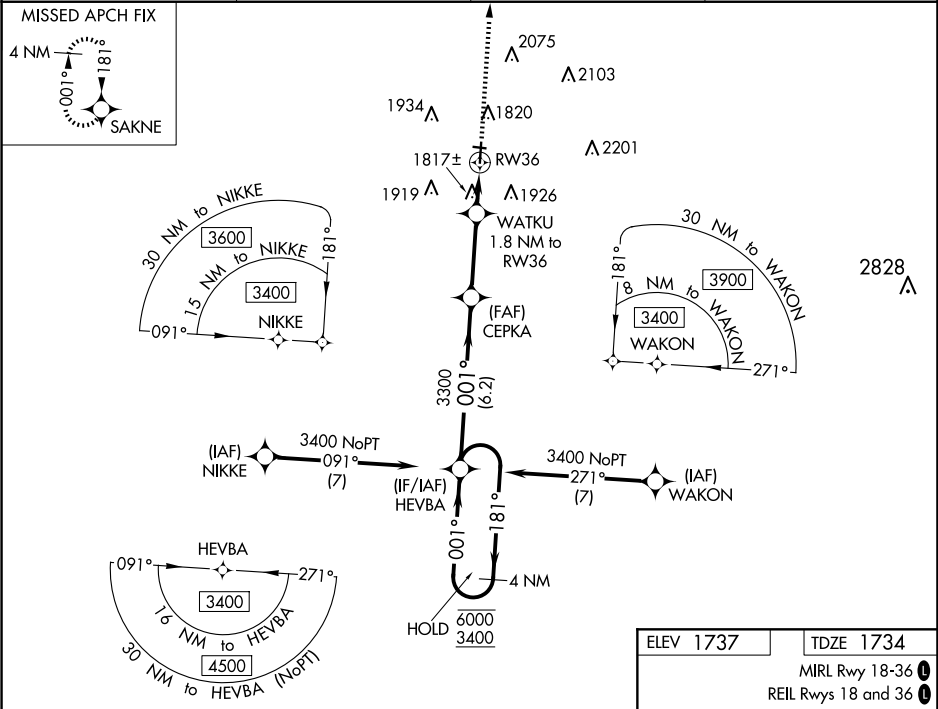 MISSED APCH FIX
4 NM
001°
181°
SAKNE
2075
2103
1934
1820
2201
1817±
RW36
1919
1926
WATKU
1.8 NM to
RW36
30 NM to NIKKE
3600
181°
15 NM to NIKKE
3400
NIKKE
091°
30 NM to WAKON
3900
181°
8 NM to WAKON
3400
WAKON
271°
2828
(FAF)
CEPKA
3300
001°
(6.2)
(IAF)
NIKKE
3400 NoPT
091°
(7)
(IF/IAF)
HEVBA
3400 NoPT
271°
(7)
(IAF)
WAKON
001°
181°
4 NM
HOLD
6000
3400
HEVBA
091°
271°
3400
16 NM to HEVBA
4500
30 NM to HEVBA (NoPT)
ELEV 1737
TDZE 1734
MIRL Rwy 18-36 L
REIL Rwys 18 and 36 L